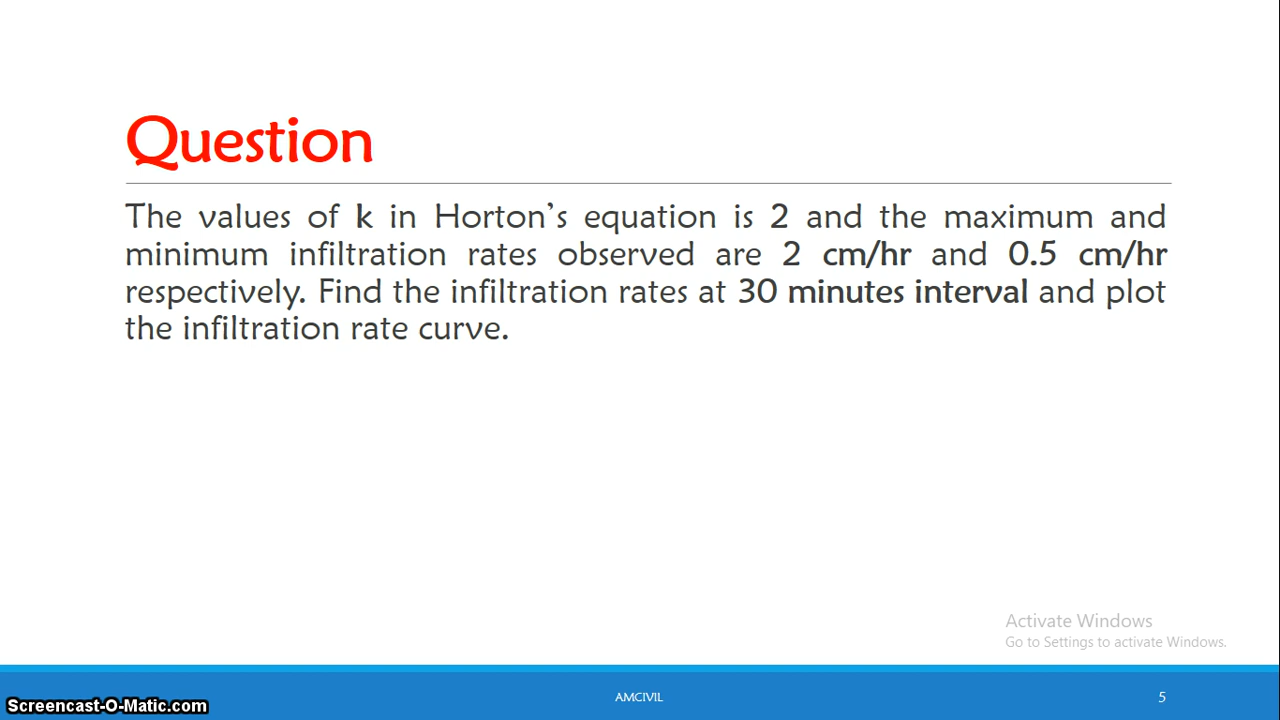 Question
The values of k in Horton's equation is 2 and the maximum and
minimum infiltration rates observed are 2 cm/hr and 0.5 cm/hr
respectively. Find the infiltration rates at 30 minutes interval and plot
the infiltration rate curve.
Activate Windows
Go to Settings to activate Windows.
AMCIVIL
5
Screencast-O-Matic.com